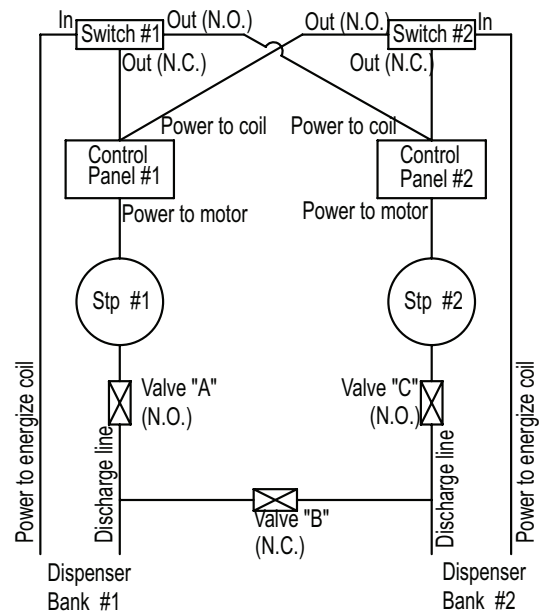 In
Switch #1
Out (N.O.)
Out (N.O.)
Switch #2
In
Out (N.C.)
Out (N.C.)
Power to coil
Power to coil
Control
Panel #1
Control
Panel #2
Power to motor
Power to motor
Stp #1
Stp #2
Valve "A"
(N.O.)
Valve "C"
(N.O.)
Power to energize coil
Discharge line
Discharge line
Power to energize coil
Valve "B"
(N.C.)
Dispenser
Bank #1
Dispenser
Bank #2